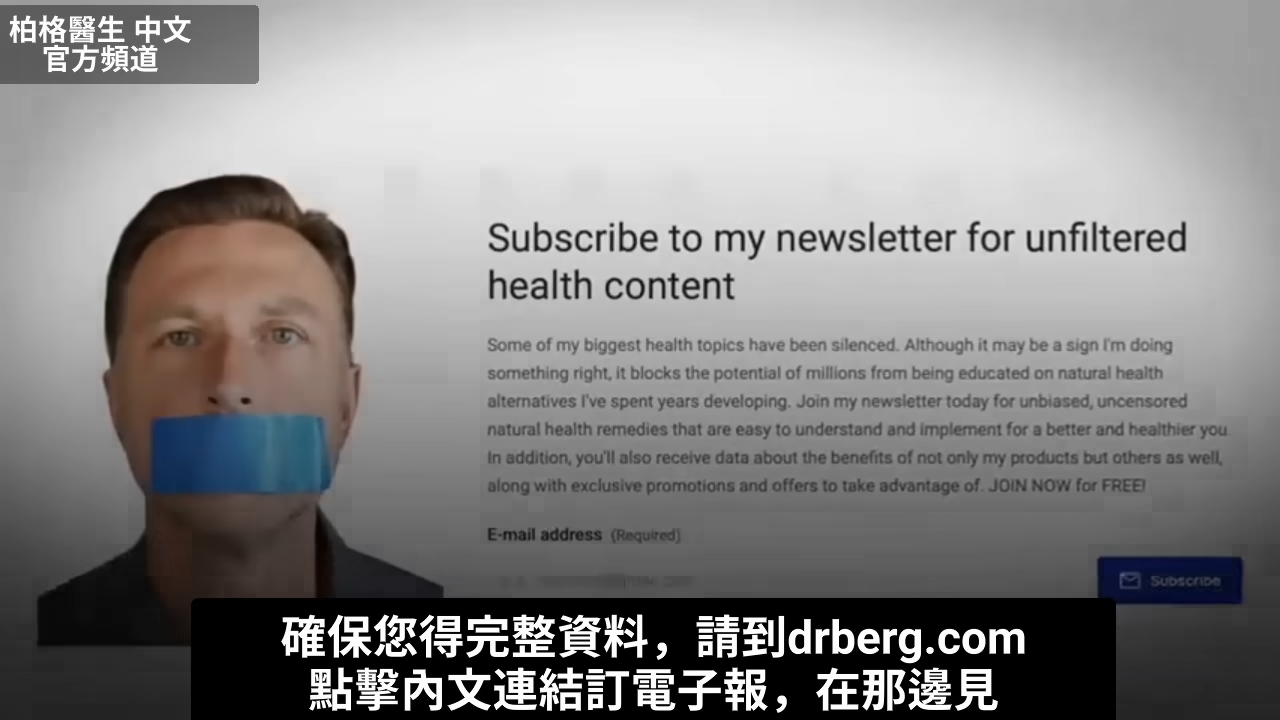 柏格醫生 中文
官方頻道
Subscribe to my newsletter for unfiltered
health content
Some of my biggest health topics have been silenced. Although it may be a sign I'm doing
something right, it blocks the potential of millions from being educated on natural health
alternatives I've spent years developing. Join my newsletter today for unbiased, uncensored
natural health remedies that are easy to understand and implement for a better and healthier you.
In addition, you'll also receive data about the benefits of not only my products but others as well,
along with exclusive promotions and offers to take advantage of. JOIN NOW for FREE!
E-mail address (Required)
Subscribe
確保您得完整資料，請到drberg.com
點擊內文連結訂電子報，在那邊見